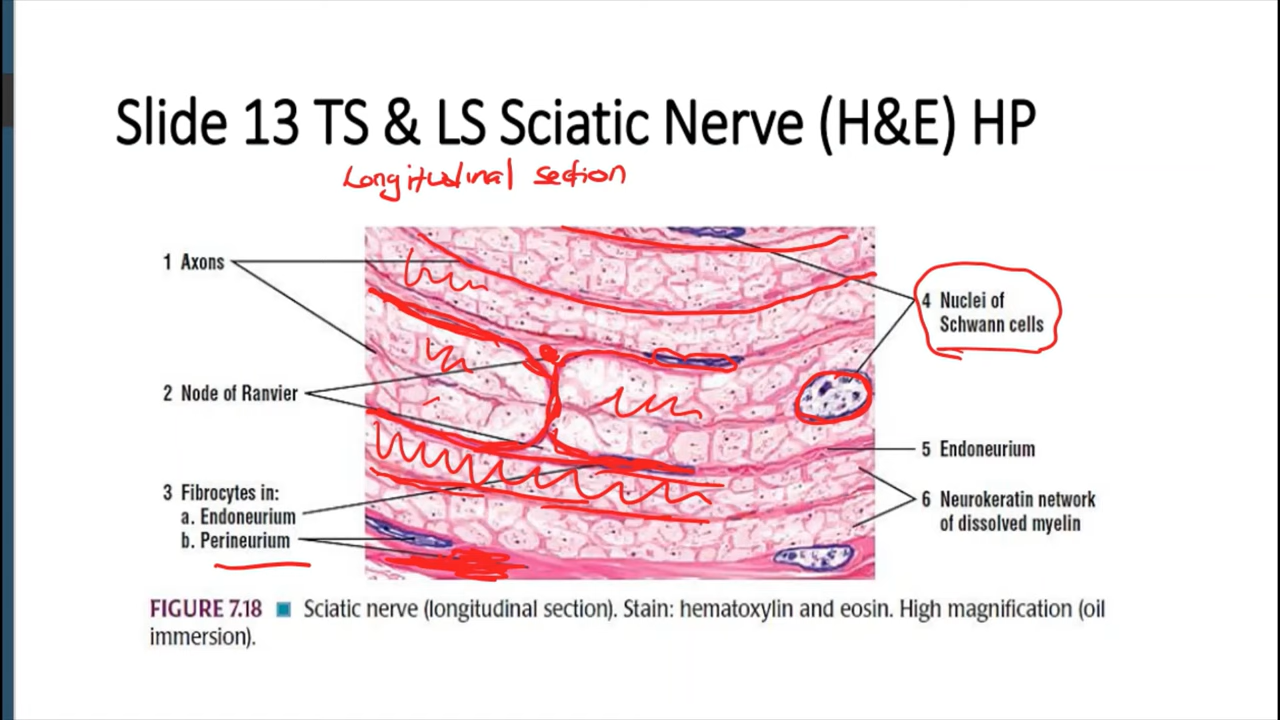 Slide 13 TS & LS Sciatic Nerve (H&E) HP
Longitudinal section
1 Axons
2 Node of Ranvier
3 Fibrocytes in:
a. Endoneurium
b. Perineurium
4 Nuclei of
Schwann cells
5 Endoneurium
6 Neurokeratin network
of dissolved myelin
FIGURE 7.18 ■ Sciatic nerve (longitudinal section). Stain: hematoxylin and eosin. High magnification (oil
immersion).